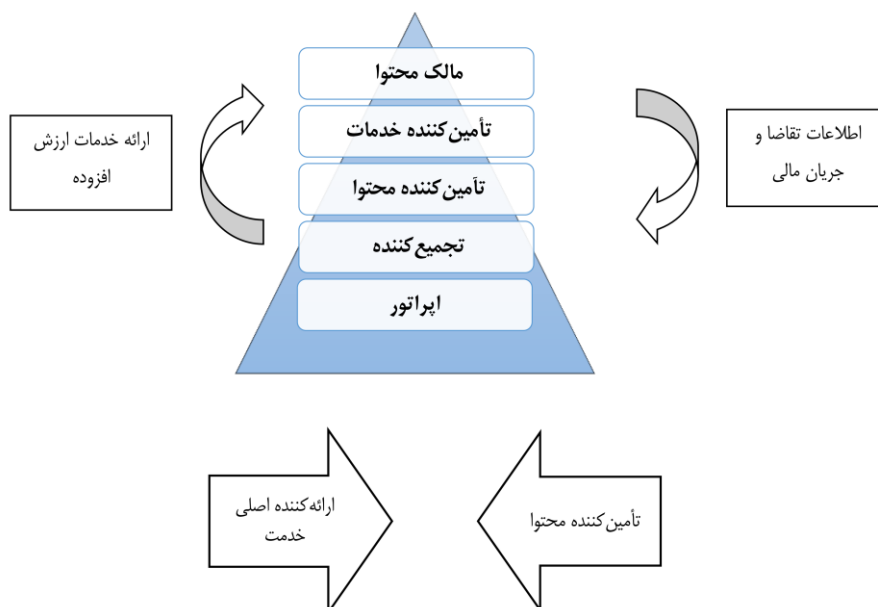 مالک محتوا
تأمین‌کننده خدمات
تأمین‌کننده محتوا
تجمیع‌کننده
اپراتور
اطلاعات تقاضا و
جریان مالی
ارائه خدمات ارزش
افزوده
تأمین‌کننده محتوا
ارائه‌کننده اصلی
خدمت